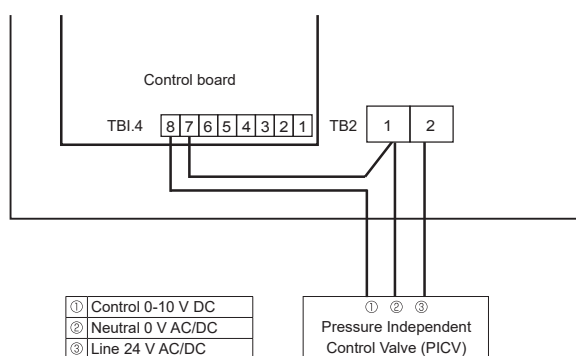 Control board
TBI.4 8 7 6 5 4 3 2 1 TB2 1 2
① Control 0-10 V DC
② Neutral 0 V AC/DC
③ Line 24 V AC/DC
① ② ③
Pressure Independent
Control Valve (PICV)